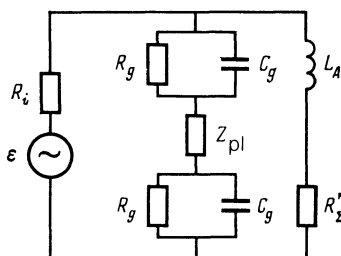 R_g
C_g
L_A
R_i
Z_pl
ε
~
R_g
C_g
R'_Σ